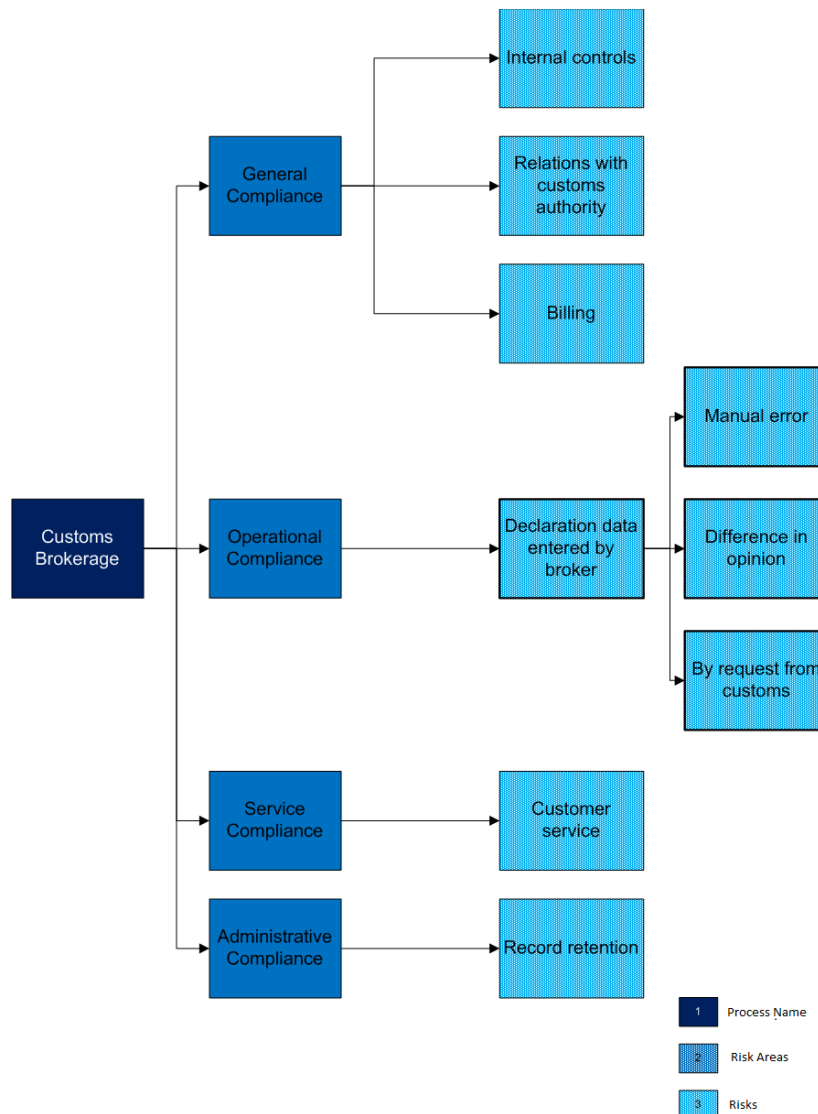 Internal controls
General
Compliance
Relations with
customs
authority
Billing
Manual error
Customs
Brokerage
Operational
Compliance
Declaration data
entered by
broker
Difference in
opinion
By request from
customs
Service
Compliance
Customer
service
Administrative
Compliance
Record retention
1 Process Name
2 Risk Areas
3 Risks